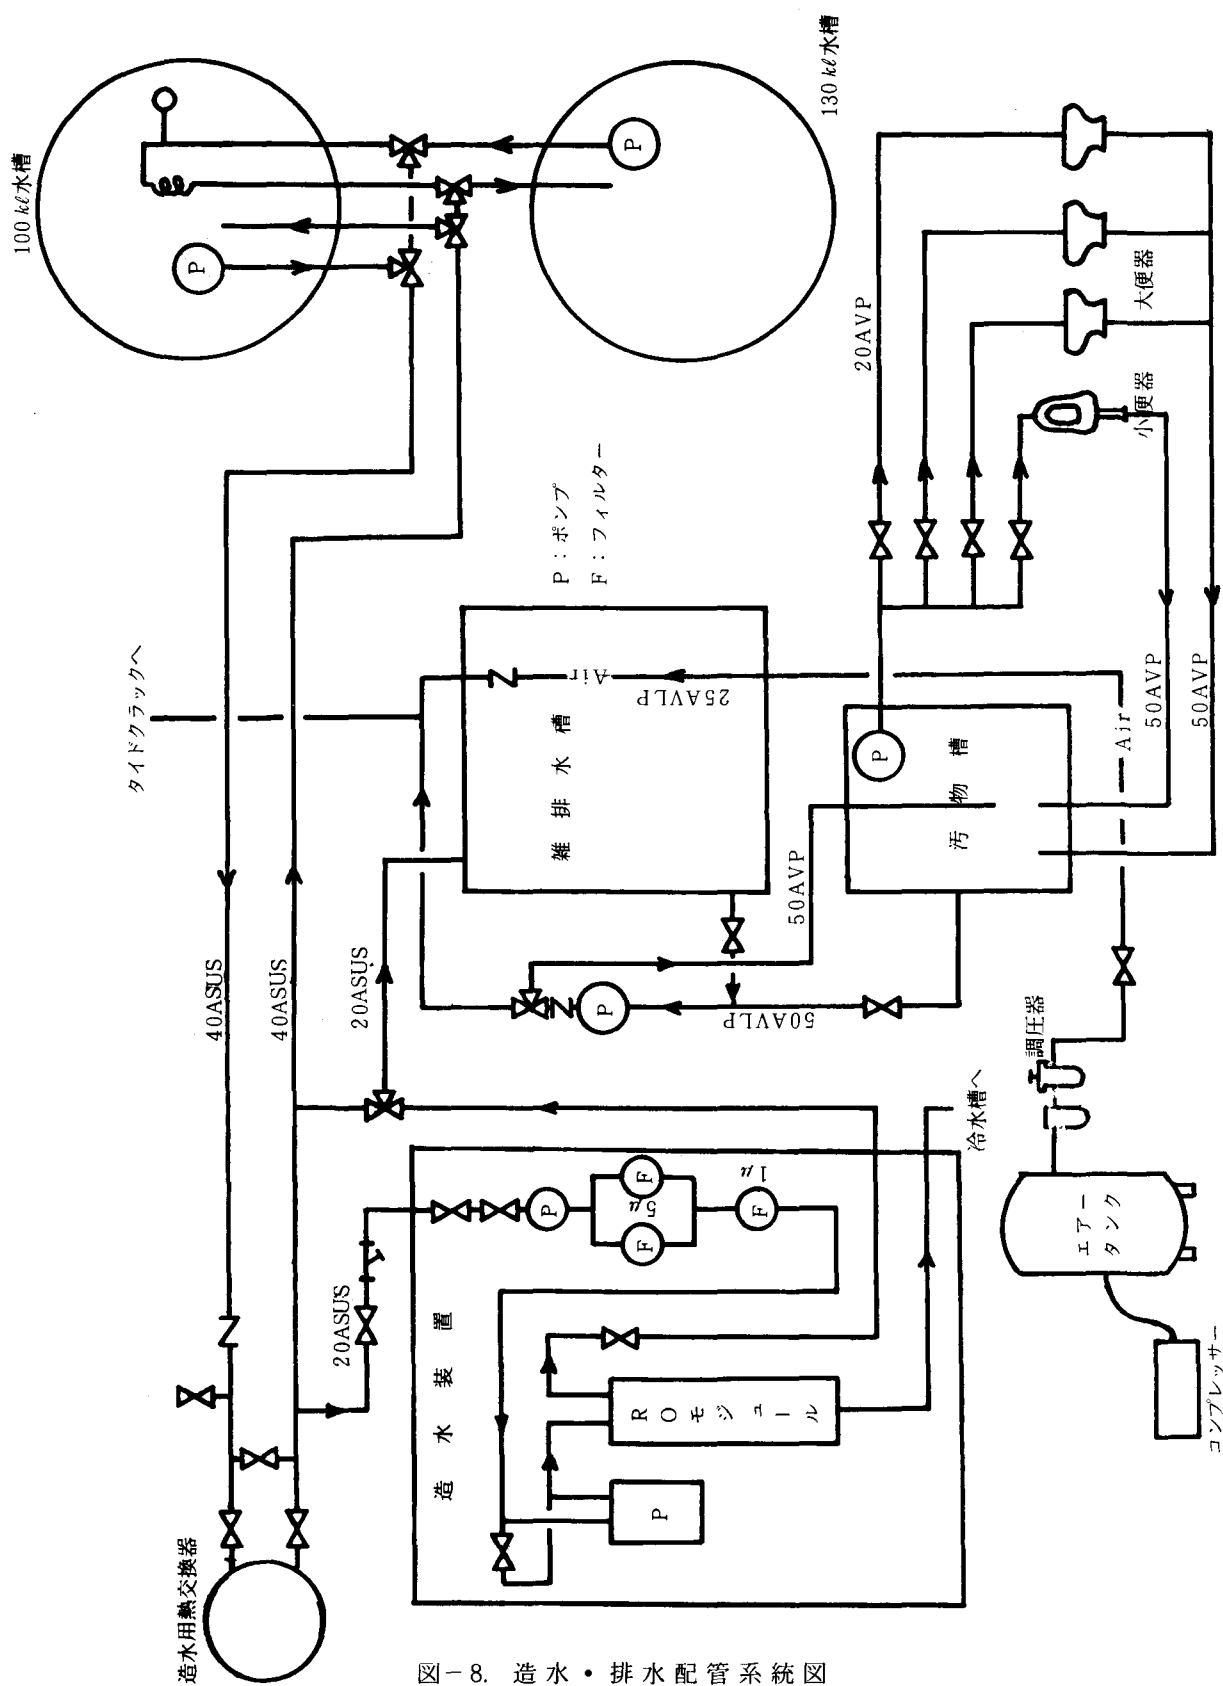 100 kℓ水槽
130 kℓ水槽
P
P
タイドクラックへ
P：ポンプ
F：フィルター
20AVP
大便器
小便器
40ASUS
40ASUS
20ASUS
雑排水槽
Air
25AVLP
50AVP
P
汚物槽
Air
50AVP
50AVP
P
50AVLP
調圧器
冷水槽へ
エアー
タンク
コンプレッサー
20ASUS
造水装置
P
F
5μ
F
F
1μ
ROモジュール
P
造水用熱交換器
図－8. 造水・排水配管系統図